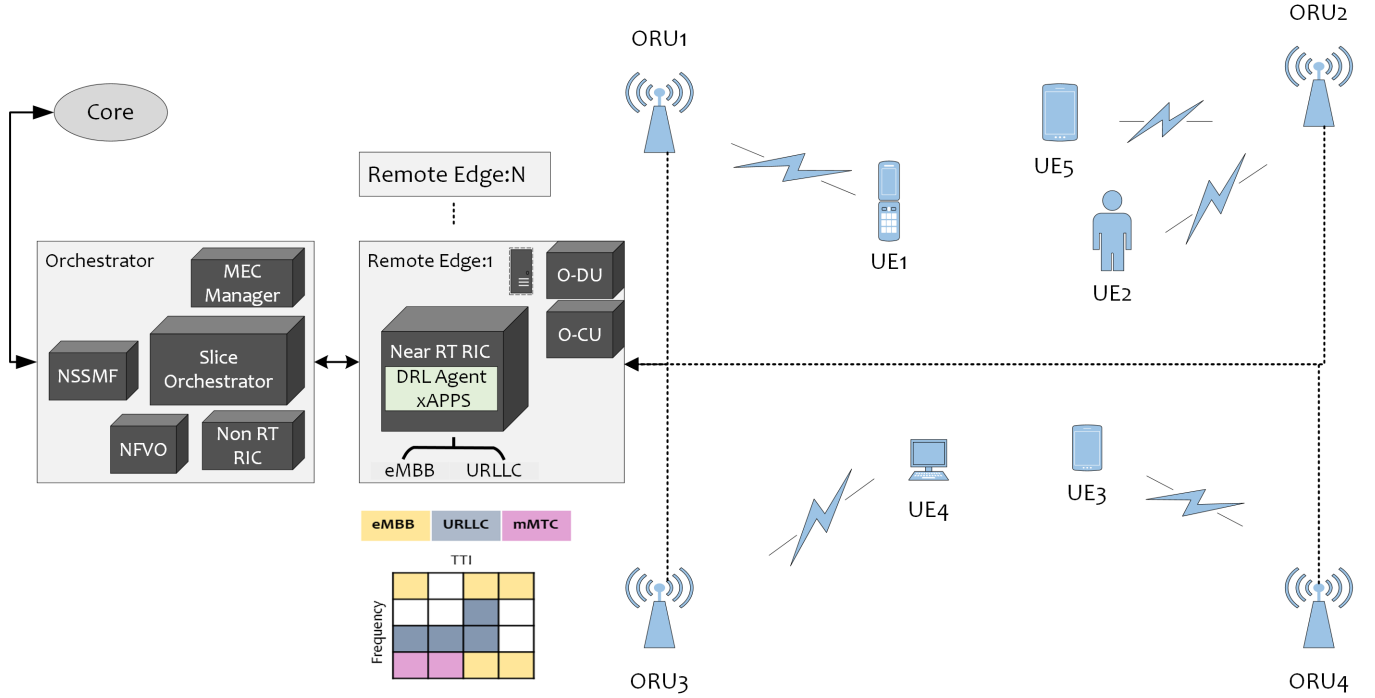 ORU1
ORU2
Core
UE5
Remote Edge:N
UE1
UE2
Orchestrator
MEC
Manager
NSSMF
Slice
Orchestrator
NFVO
Non RT
RIC
Remote Edge:1
O-DU
O-CU
Near RT RIC
DRL Agent
xAPPS
eMBB
URLLC
UE4
UE3
eMBB
URLLC
mMTC
TTI
Frequency
ORU3
ORU4